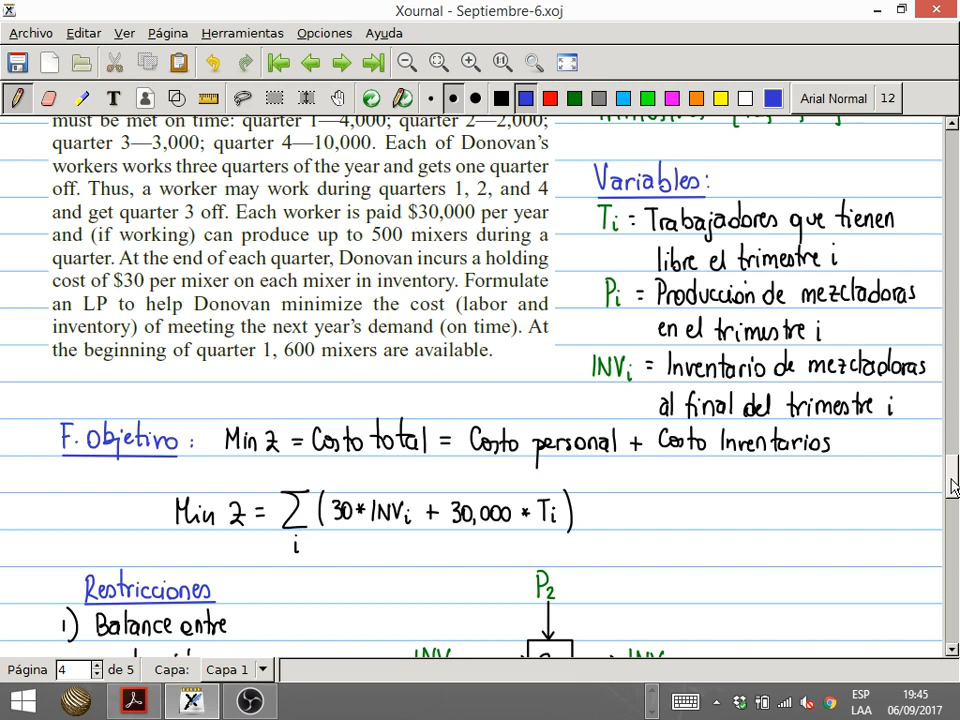 Xournal - Septiembre-6.xoj
Archivo Editar Ver Página Herramientas Opciones Ayuda
Arial Normal 12
must be met on time: quarter 1—4,000; quarter 2—2,000;
quarter 3—3,000; quarter 4—10,000. Each of Donovan's
workers works three quarters of the year and gets one quarter
off. Thus, a worker may work during quarters 1, 2, and 4
and get quarter 3 off. Each worker is paid $30,000 per year
and (if working) can produce up to 500 mixers during a
quarter. At the end of each quarter, Donovan incurs a holding
cost of $30 per mixer on each mixer in inventory. Formulate
an LP to help Donovan minimize the cost (labor and
inventory) of meeting the next year's demand (on time). At
the beginning of quarter 1, 600 mixers are available.
Variables:
Ti = Trabajadores que tienen
libre el trimestre i
Pi = Producción de mezcladoras
en el trimestre i
INVi = Inventario de mezcladoras
al final del trimestre i
F. Objetivo : Min z = Costo total = Costo personal + Costo Inventarios
Min z = ∑ (30*INVi + 30,000 * Ti)
i
Restricciones
P2
1) Balance entre
Página 4 de 5 Capa: Capa 1
ESP 19:45
LAA 06/09/2017